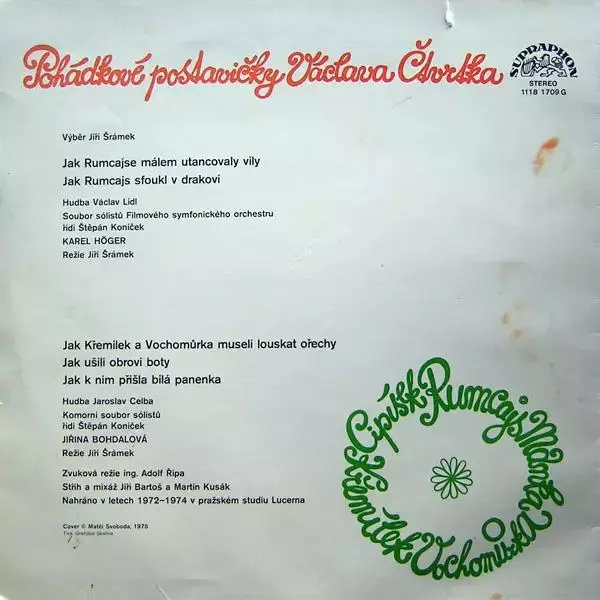 Pohádkové postavičky Václava Čtvrtka
SUPRAPHON
STEREO
1118 1709 G
Výběr Jiří Šrámek
Jak Rumcajse málem utancovaly víly
Jak Rumcajs sfoukl v drakovi
Hudba Václav Lidl
Soubor sólistů Filmového symfonického orchestru
řídí Štěpán Koníček
KAREL HÖGER
Režie Jiří Šrámek
Jak Křemílek a Vochomůrka museli louskat ořechy
Jak ušili obrovi boty
Jak k nim přišla bílá panenka
Hudba Jaroslav Celba
Komorní soubor sólistů
řídí Štěpán Koníček
JIŘINA BOHDALOVÁ
Režie Jiří Šrámek
Zvuková režie ing. Adolf Řípa
Střih a mixáž Jiří Bartoš a Martin Kusák
Nahráno v letech 1972–1974 v pražském studiu Lucerna
Cover © Matěj Svoboda, 1975
Tisk Grafotisk Skalice
Cipísek Rumcajs Manka Vochomůrka Křemílek